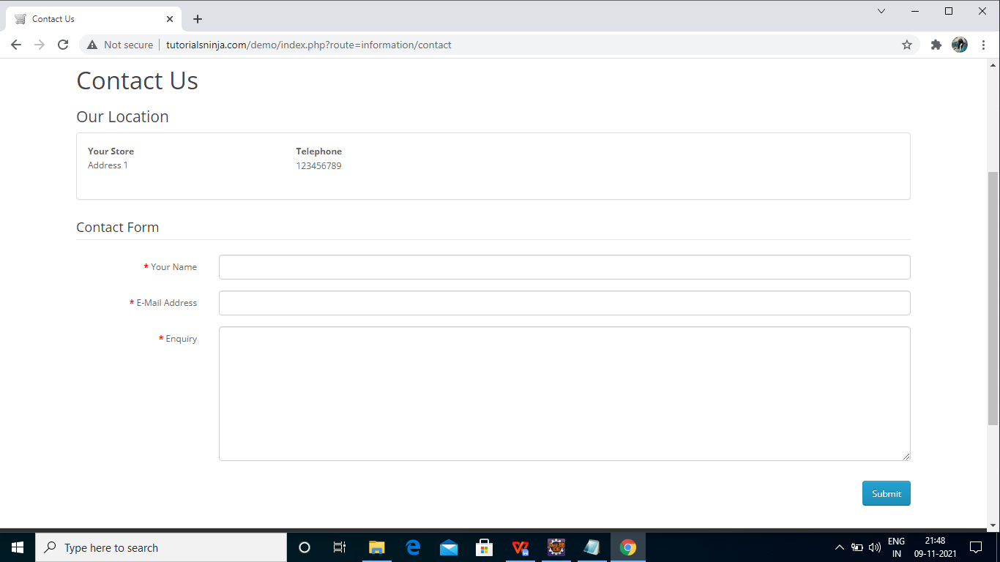 Contact Us
Not secure
tutorialsninja.com/demo/index.php?route=information/contact
Contact Us
Our Location
Your Store Telephone
Address 1 123456789
Contact Form
* Your Name
* E-Mail Address
* Enquiry
Submit
Type here to search
ENG 21:48
IN 09-11-2021